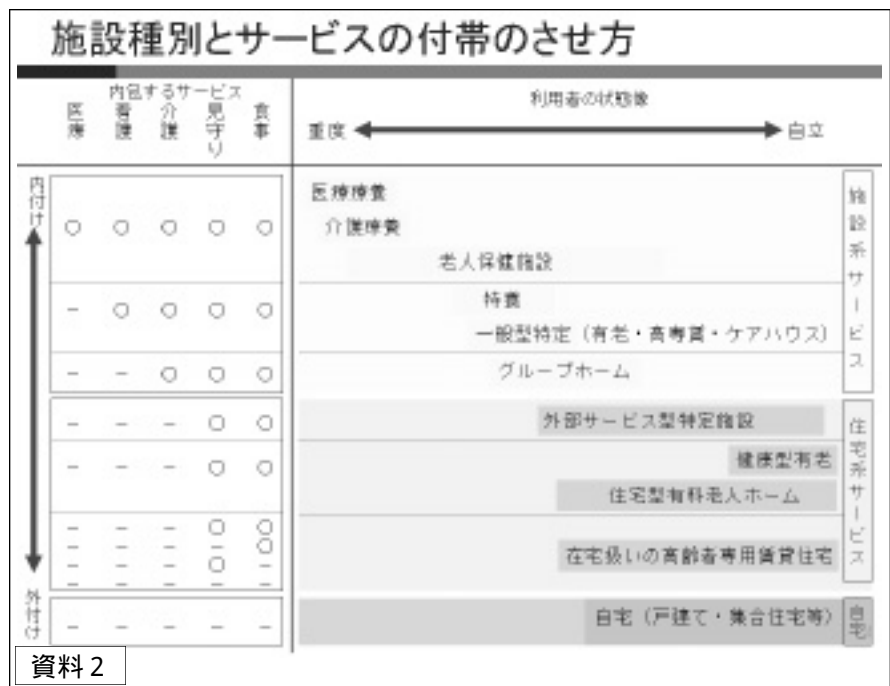 施設種別とサービスの付帯のさせ方
内包するサービス
医療 看護 介護 見守り 食事
利用者の状態像
重度 自立
内付け
○ ○ ○ ○ ○
医療療養
介護療養
老人保健施設
− ○ ○ ○ ○
特養
一般型特定（有老・高専賃・ケアハウス）
− − ○ ○ ○
グループホーム
施設系サービス
− − − ○ ○
外部サービス型特定施設
− − − ○ ○
健康型有老
住宅型有料老人ホーム
− − − ○ ○
− − − − ○
− − − ○ −
− − − − −
在宅扱いの高齢者専用賃貸住宅
住宅系サービス
外付け
− − − − −
自宅（戸建て・集合住宅等）
自宅
資料2